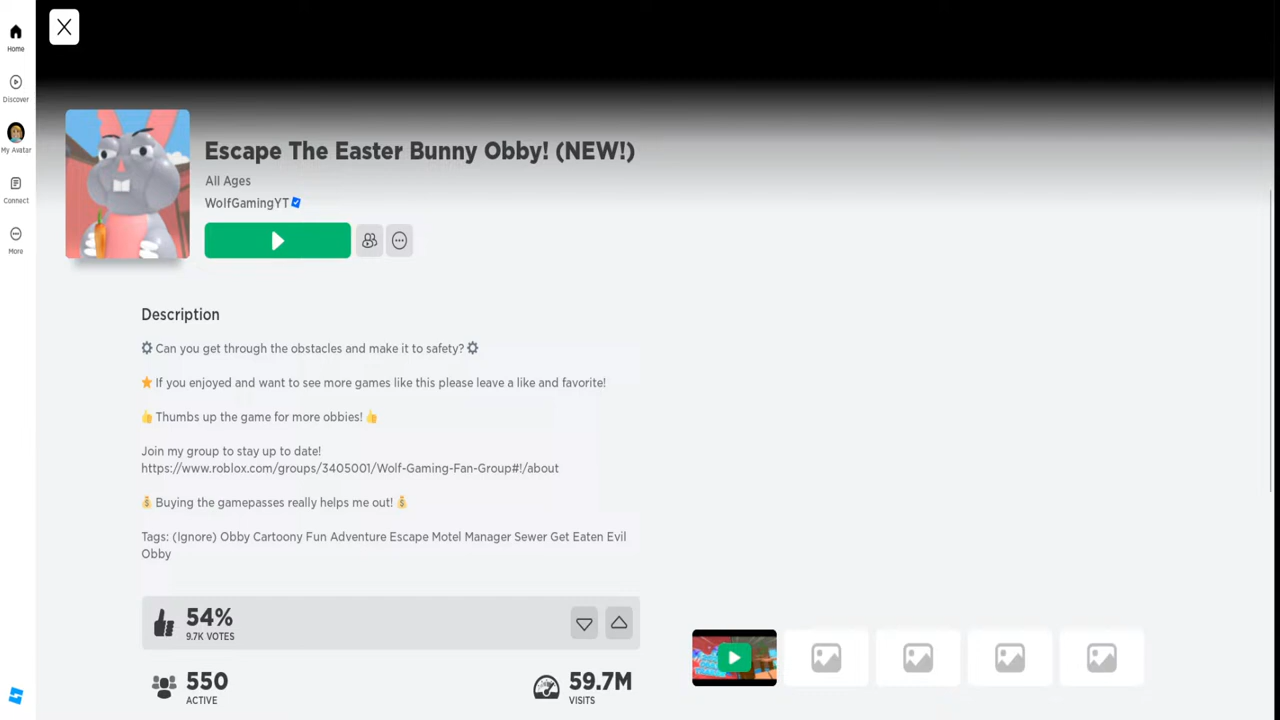 Home
Discover
My Avatar
Connect
More
Escape The Easter Bunny Obby! (NEW!)
All Ages
WolfGamingYT
Description
Can you get through the obstacles and make it to safety?
If you enjoyed and want to see more games like this please leave a like and favorite!
Thumbs up the game for more obbies!
Join my group to stay up to date!
https://www.roblox.com/groups/3405001/Wolf-Gaming-Fan-Group#!/about
Buying the gamepasses really helps me out!
Tags: (Ignore) Obby Cartoony Fun Adventure Escape Motel Manager Sewer Get Eaten Evil
Obby
54%
9.7K VOTES
550
ACTIVE
59.7M
VISITS